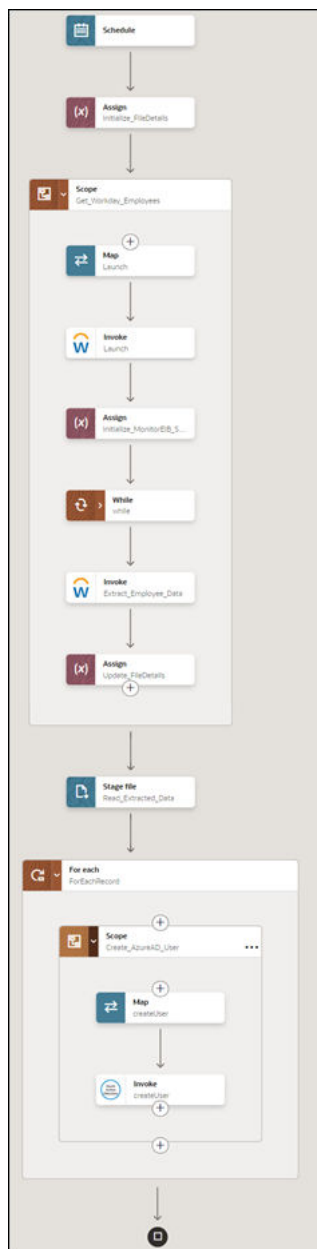 Schedule
Assign
Initialize_FileDetails
Scope
Get_Workday_Employees
Map
Launch
Invoke
Launch
Assign
Initialize_MonitorEIB_S...
While
while
Invoke
Extract_Employee_Data
Assign
Update_FileDetails
Stage file
Read_Extracted_Data
For each
ForEachRecord
Scope
Create_AzureAD_User
Map
createUser
Invoke
createUser